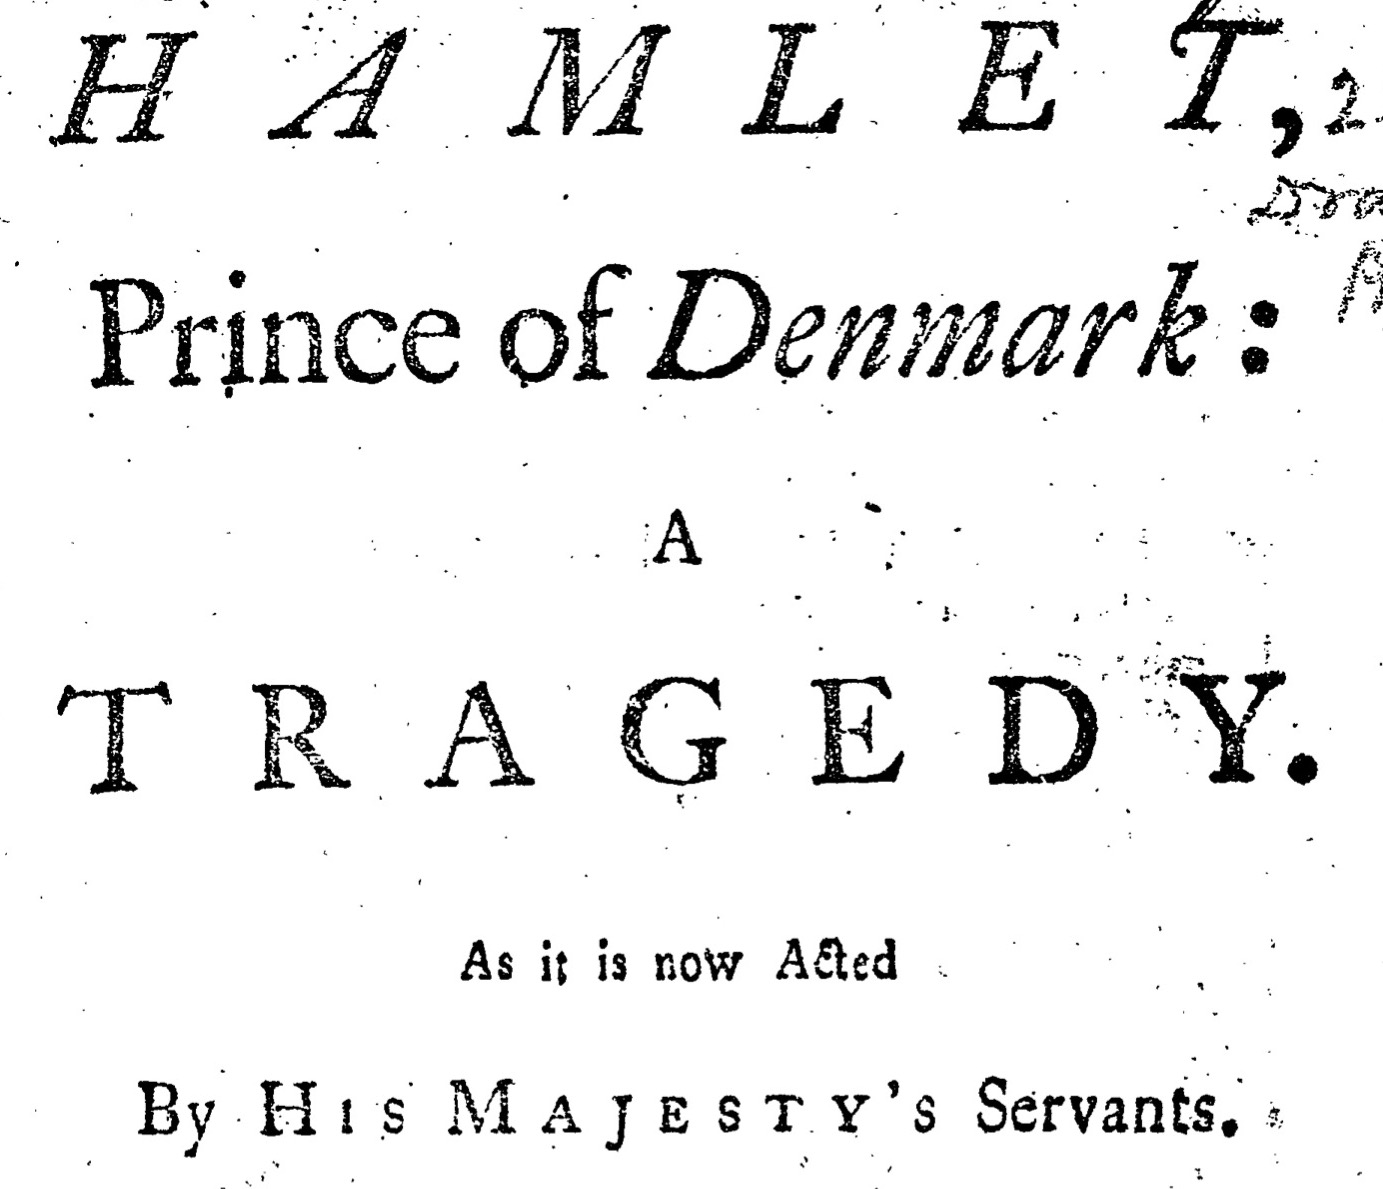 HAMLET,
Prince of Denmark:
A
TRAGEDY.
As it is now Acted
By HIS MAJESTY's Servants.